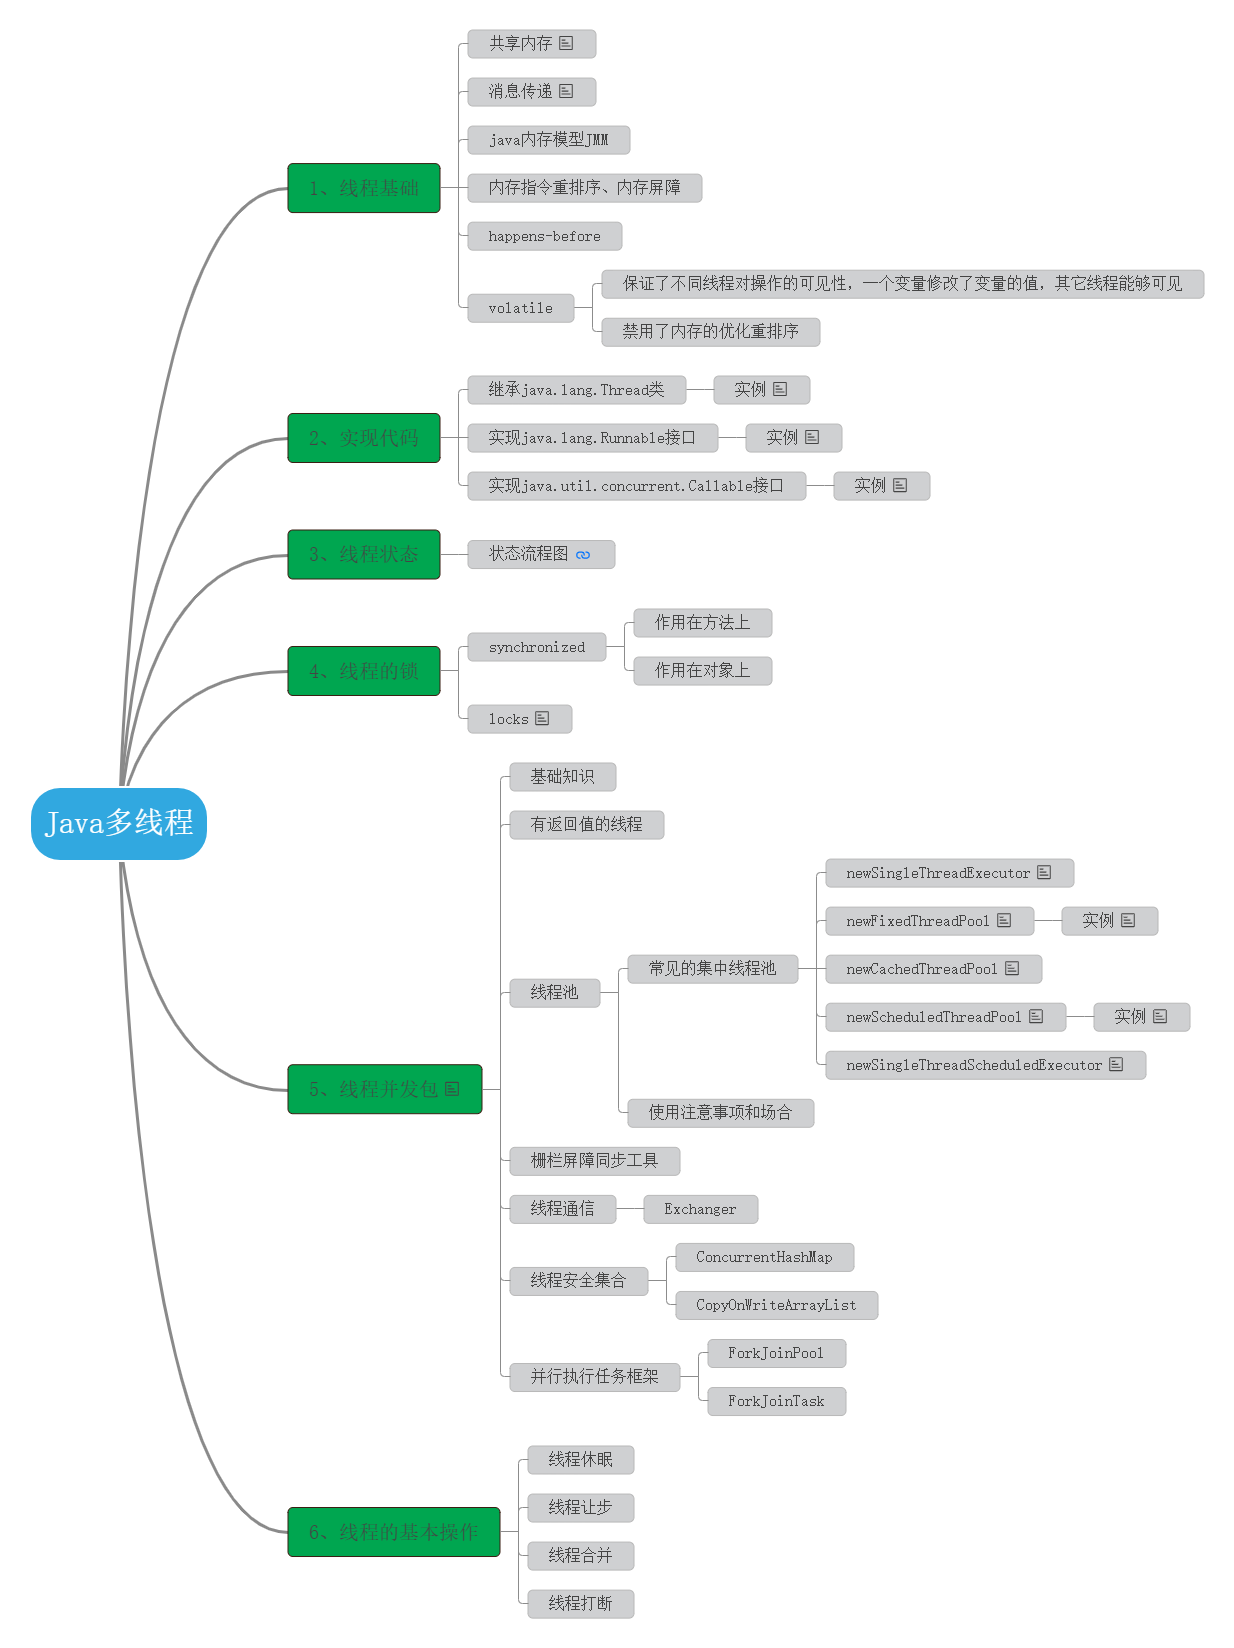 Java多线程
1、线程基础
共享内存
消息传递
java内存模型JMM
内存指令重排序、内存屏障
happens-before
volatile
保证了不同线程对操作的可见性，一个变量修改了变量的值，其它线程能够可见
禁用了内存的优化重排序
2、实现代码
继承java.lang.Thread类
实例
实现java.lang.Runnable接口
实例
实现java.util.concurrent.Callable接口
实例
3、线程状态
状态流程图
4、线程的锁
synchronized
作用在方法上
作用在对象上
locks
5、线程并发包
基础知识
有返回值的线程
线程池
常见的集中线程池
newSingleThreadExecutor
newFixedThreadPool
实例
newCachedThreadPool
newScheduledThreadPool
实例
newSingleThreadScheduledExecutor
使用注意事项和场合
栅栏屏障同步工具
线程通信
Exchanger
线程安全集合
ConcurrentHashMap
CopyOnWriteArrayList
并行执行任务框架
ForkJoinPool
ForkJoinTask
6、线程的基本操作
线程休眠
线程让步
线程合并
线程打断